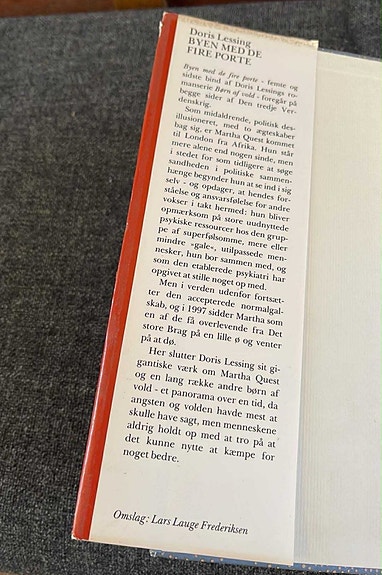 Doris Lessing
BYEN MED DE
FIRE PORTE
Byen med de fire porte - femte og
sidste bind af Doris Lessings ro-
manserie Børn af vold - foregår på
begge sider af Den tredje Ver-
denskrig.
Som midaldrende, politisk des-
illusioneret, med to ægteskaber
bag sig, er Martha Quest kommet
til London fra Afrika. Hun står
mere alene end nogen sinde, men
i stedet for som tidligere at søge
sandheden i politiske sammen-
hænge begynder hun at se ind i sig
selv - og opdager, at hendes for-
ståelse og ansvarsfølelse for andre
vokser i takt hermed: hun bliver
opmærksom på store uudnyttede
psykiske ressourcer hos den grup-
pe af superfølsomme, mere eller
mindre »gale«, utilpassede men-
nesker, hun bor sammen med, og
som den etablerede psykiatri har
opgivet at stille noget op med.
Men i verden udenfor fortsæt-
ter den accepterede normalgal-
skab, og i 1997 sidder Martha som
en af de få overlevende fra Det
store Brag på en lille ø og venter
på at dø.
Her slutter Doris Lessing sit gi-
gantiske værk om Martha Quest
og en lang række andre børn af
vold - et panorama over en tid, da
angsten og volden havde mest at
skulle have sagt, men menneskene
aldrig holdt op med at tro på at
det kunne nytte at kæmpe for
noget bedre.
Omslag: Lars Lauge Frederiksen